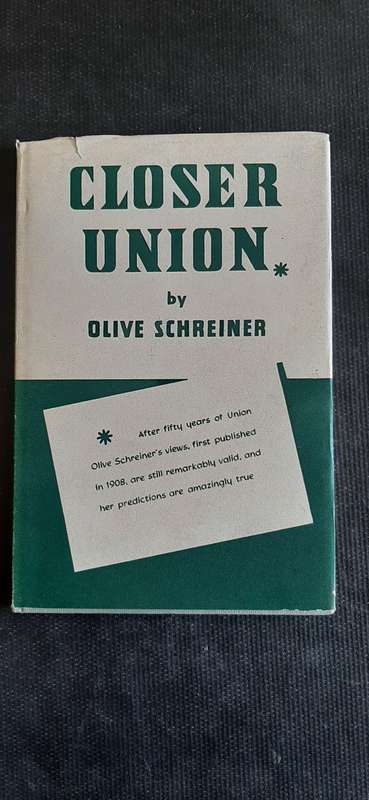 CLOSER
UNION *
by
OLIVE SCHREINER
* After fifty years of Union
Olive Schreiner's views, first published
in 1908, are still remarkably valid, and
her predictions are amazingly true